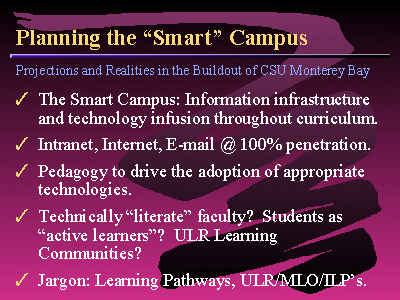 Planning the “Smart” Campus
Projections and Realities in the Buildout of CSU Monterey Bay
✓ The Smart Campus: Information infrastructure
and technology infusion throughout curriculum.
✓ Intranet, Internet, E-mail @ 100% penetration.
✓ Pedagogy to drive the adoption of appropriate
technologies.
✓ Technically “literate” faculty? Students as
“active learners”? ULR Learning
Communities?
✓ Jargon: Learning Pathways, ULR/MLO/ILP’s.